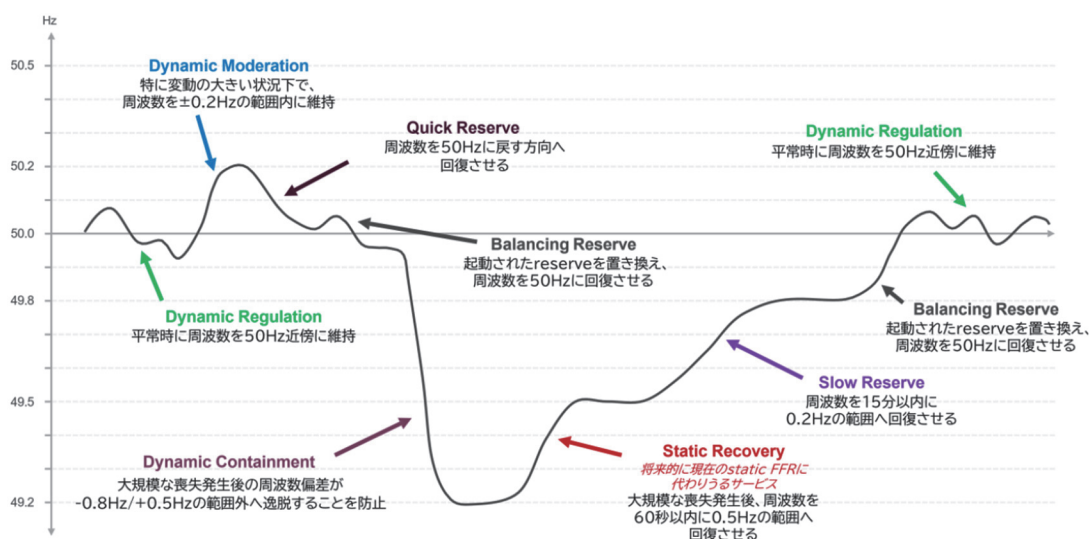 Hz
50.5
50.2
50.0
49.8
49.5
49.2
Dynamic Moderation
特に変動の大きい状況下で、
周波数を±0.2Hzの範囲内に維持
Quick Reserve
周波数を50Hzに戻す方向へ
回復させる
Dynamic Regulation
平常時に周波数を50Hz近傍に維持
Balancing Reserve
起動されたreserveを置き換え、
周波数を50Hzに回復させる
Dynamic Regulation
平常時に周波数を50Hz近傍に維持
Balancing Reserve
起動されたreserveを置き換え、
周波数を50Hzに回復させる
Slow Reserve
周波数を15分以内に
0.2Hzの範囲へ回復させる
Dynamic Containment
大規模な喪失発生後の周波数偏差が
-0.8Hz/+0.5Hzの範囲外へ逸脱することを防止
Static Recovery
将来的に現在のstatic FFRに
代わりうるサービス
大規模な喪失発生後、周波数を
60秒以内に0.5Hzの範囲へ
回復させる